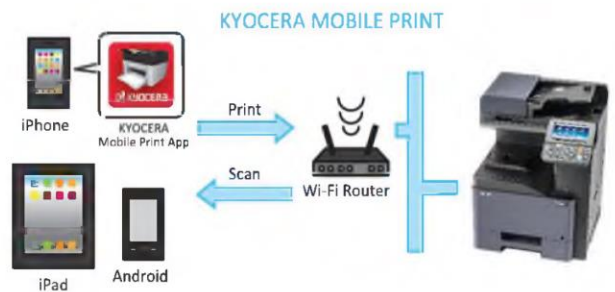 KYOCERA MOBILE PRINT
KYOCERA
iPhone
KYOCERA
Mobile Print App
Print
Scan
Wi-Fi Router
iPad
Android